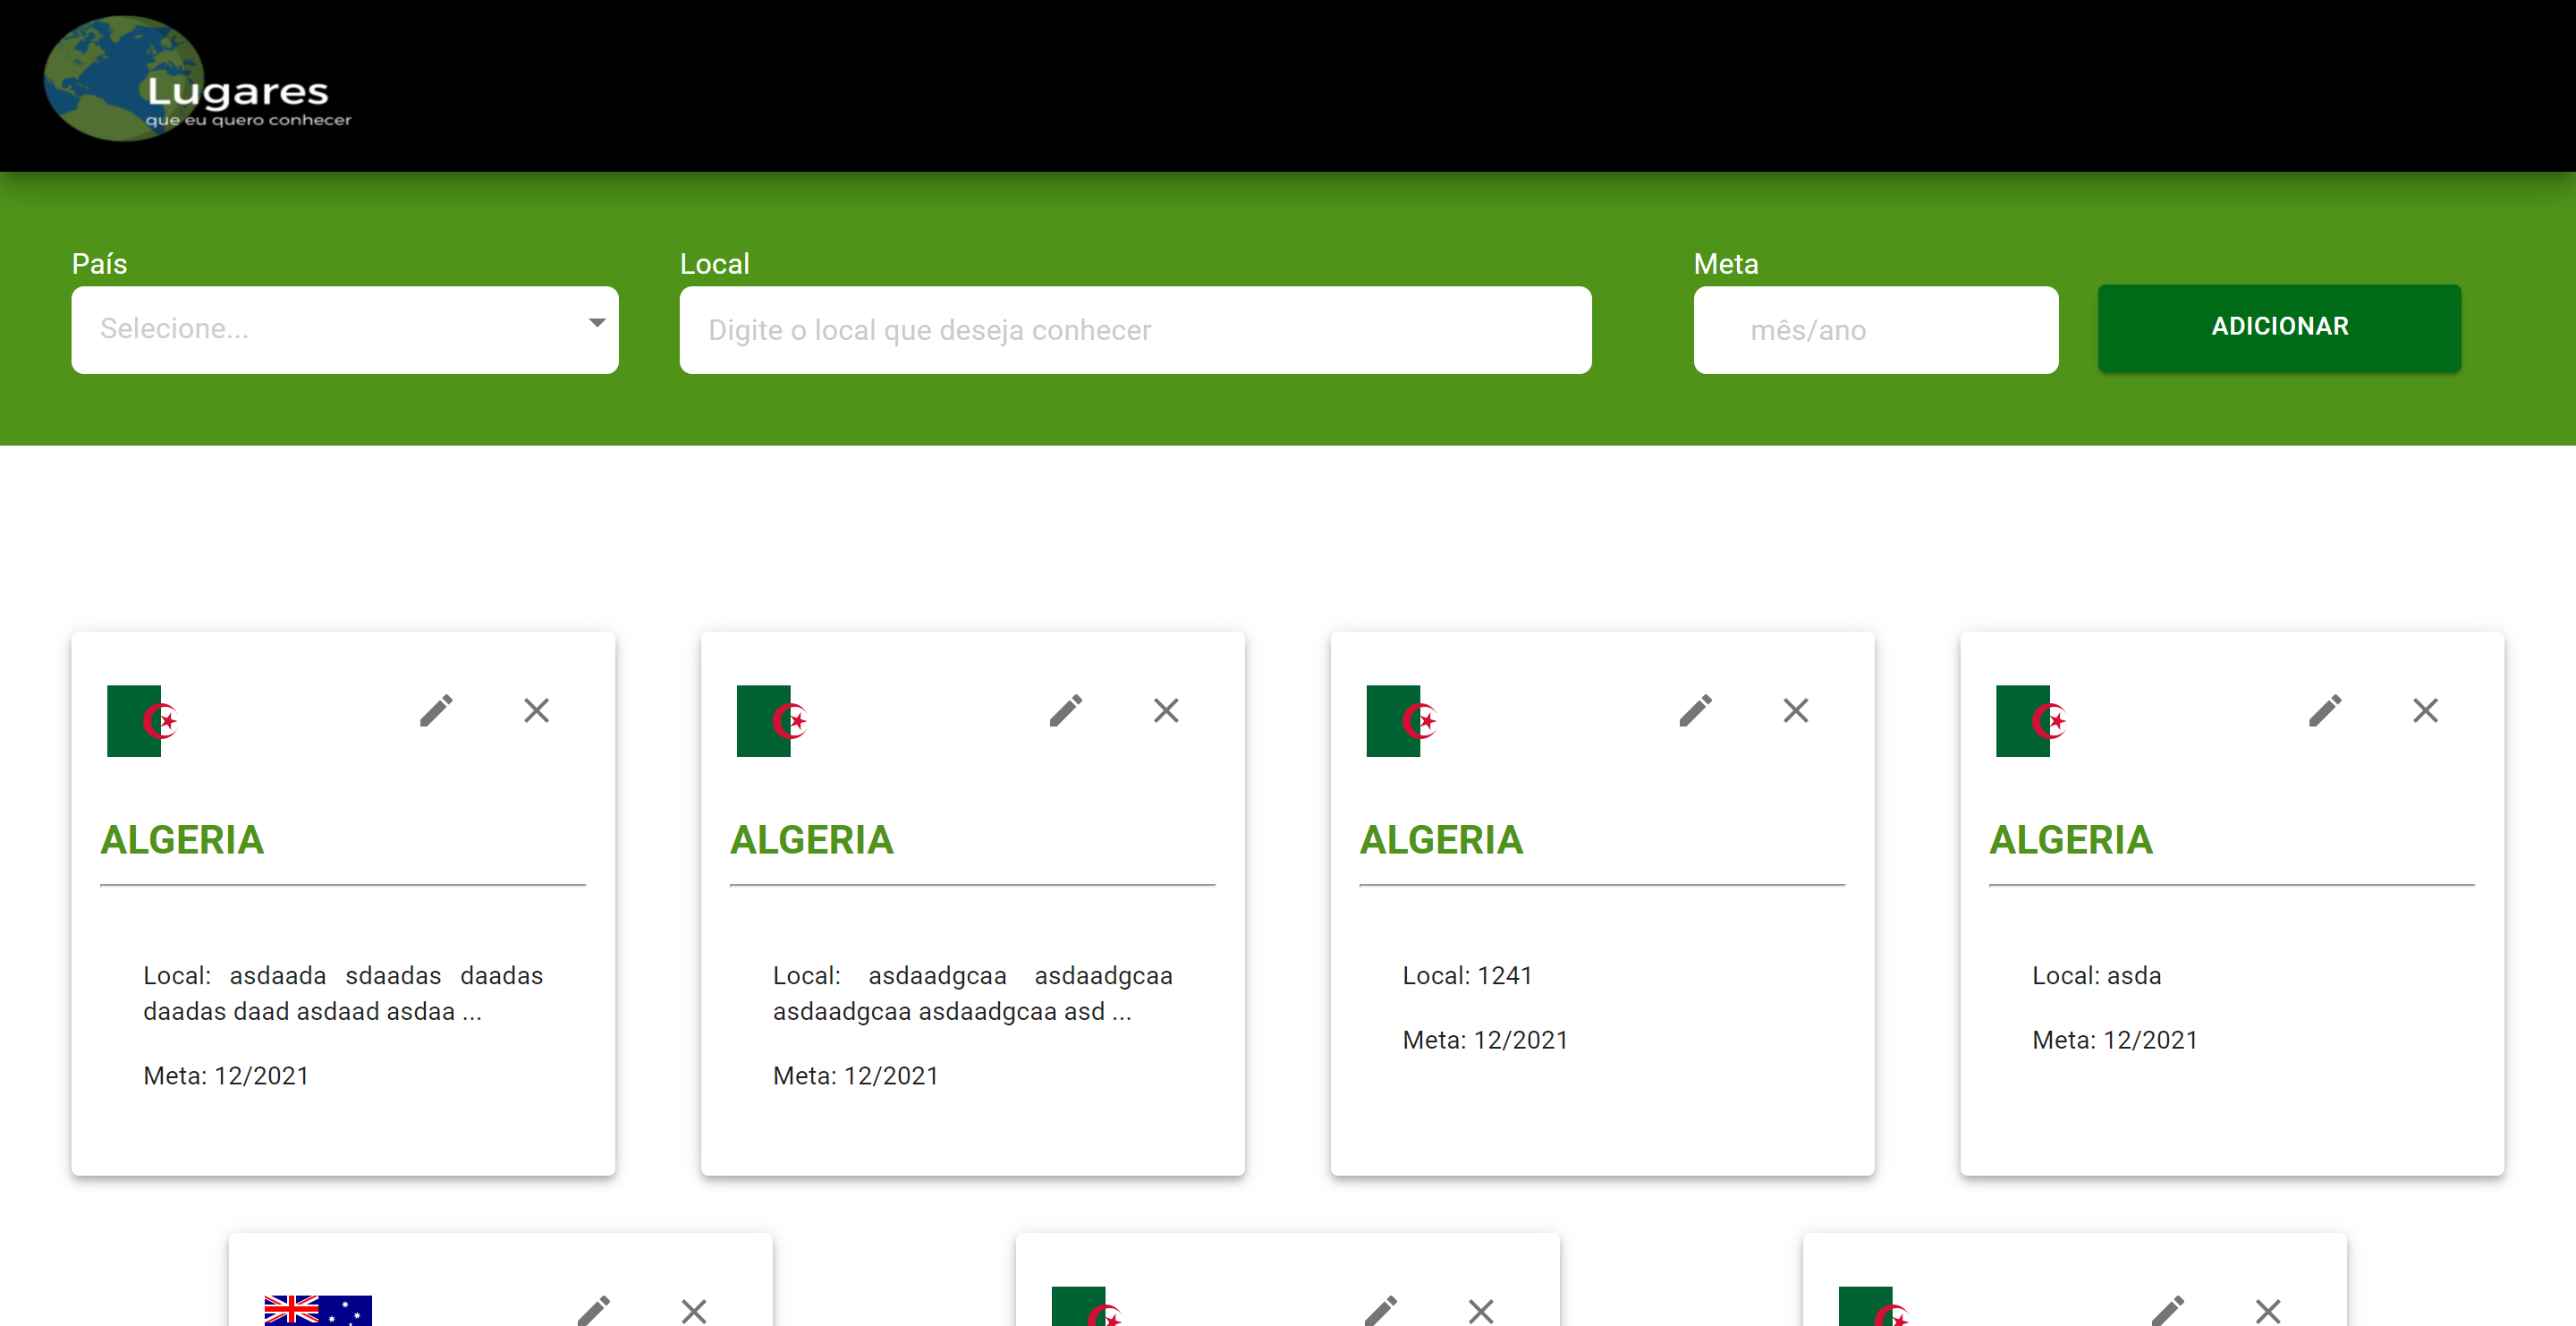 Lugares
que eu quero conhecer
País
Local
Meta
Selecione...
Digite o local que deseja conhecer
mês/ano
ADICIONAR
ALGERIA
Local: asdaada sdaadas daadas
daadas daad asdaad asdaa ...
Meta: 12/2021
ALGERIA
Local: asdaadgcaa asdaadgcaa
asdaadgcaa asdaadgcaa asd ...
Meta: 12/2021
ALGERIA
Local: 1241
Meta: 12/2021
ALGERIA
Local: asda
Meta: 12/2021